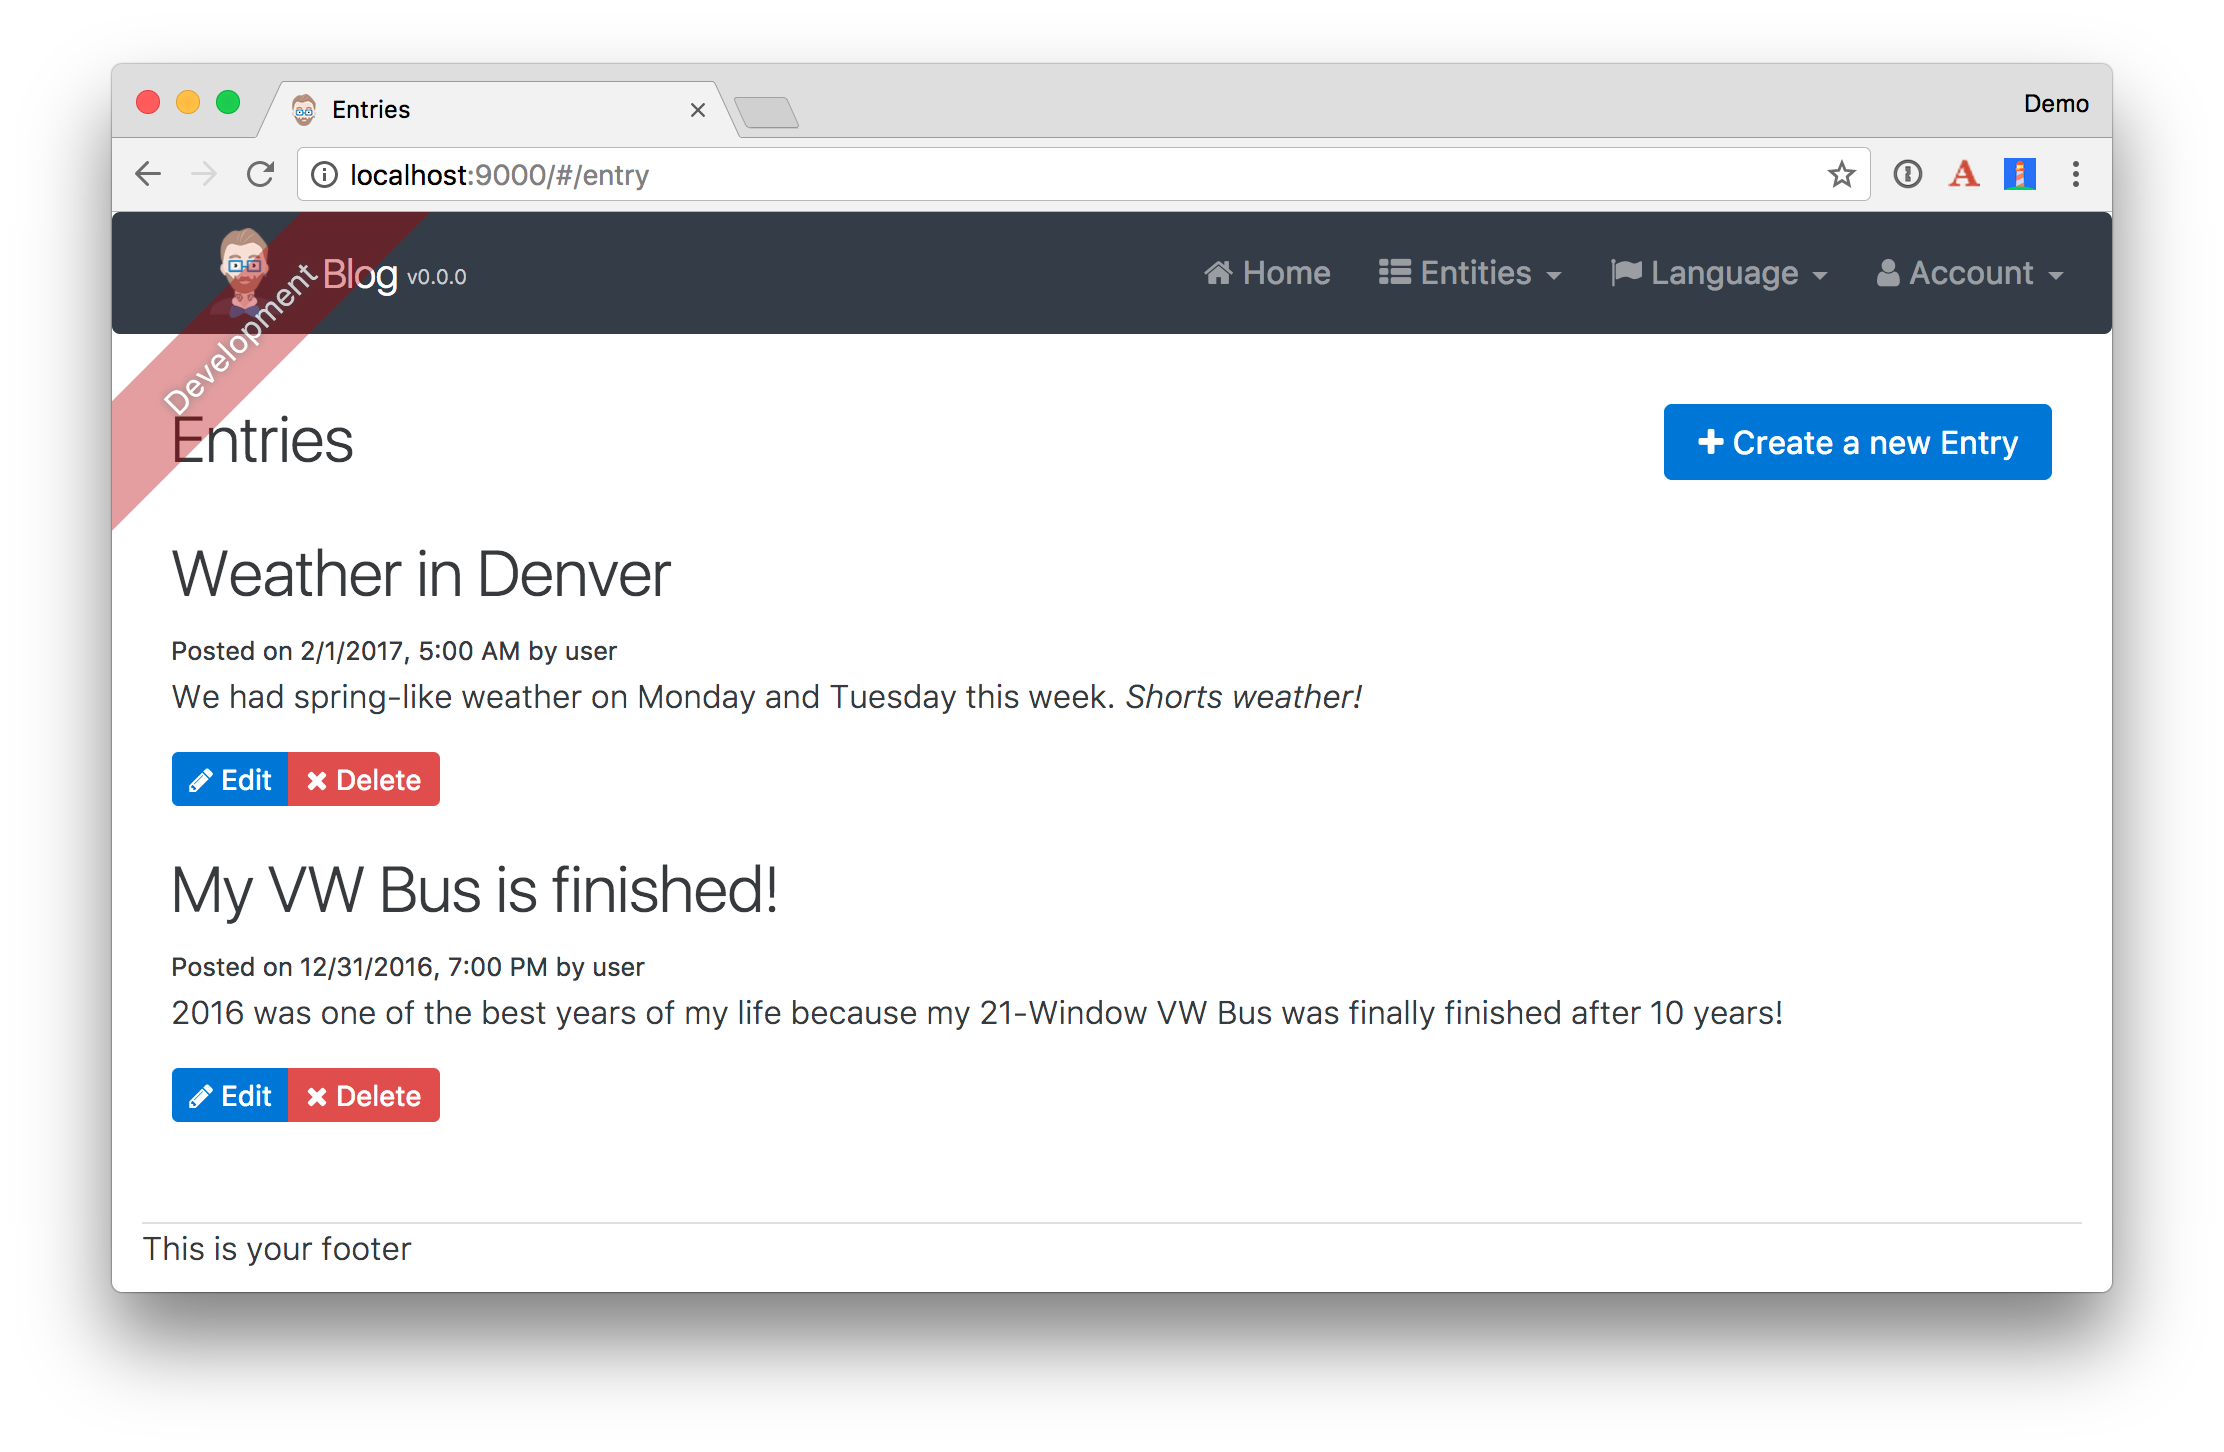 Entries
Demo
localhost:9000/#/entry
Blog v0.0.0
Home Entities Language Account
Development
Entries
Create a new Entry
Weather in Denver
Posted on 2/1/2017, 5:00 AM by user
We had spring-like weather on Monday and Tuesday this week. Shorts weather!
Edit Delete
My VW Bus is finished!
Posted on 12/31/2016, 7:00 PM by user
2016 was one of the best years of my life because my 21-Window VW Bus was finally finished after 10 years!
Edit Delete
This is your footer